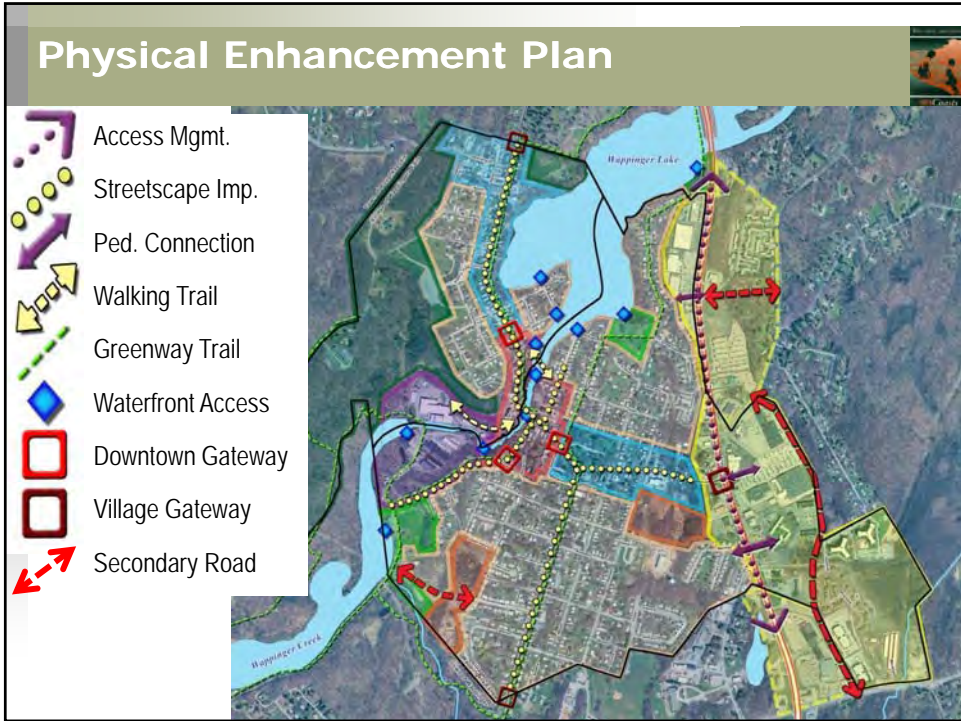 Physical Enhancement Plan
Access Mgmt.
Streetscape Imp.
Ped. Connection
Walking Trail
Greenway Trail
Waterfront Access
Downtown Gateway
Village Gateway
Secondary Road
Wappinger Lake
Wappinger Creek